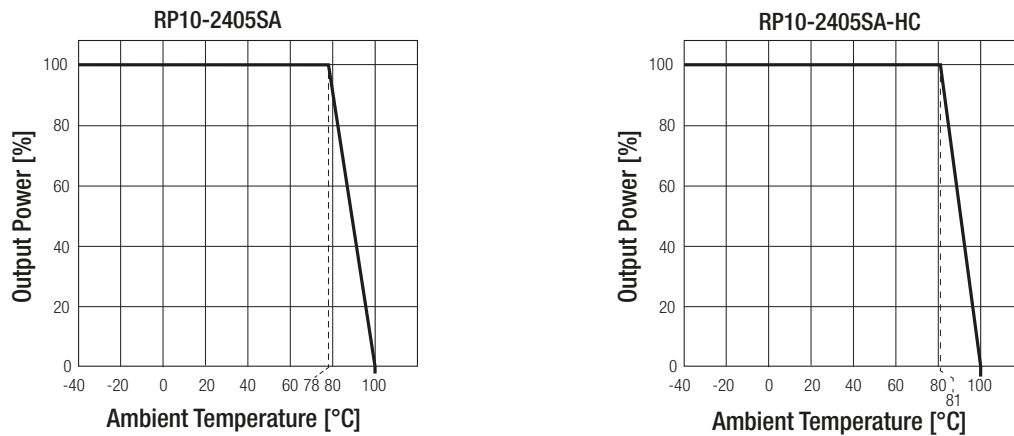 RP10-2405SA
100
80
60
40
20
0
-40 -20 0 20 40 60 78 80 100
Output Power [%]
Ambient Temperature [°C]
RP10-2405SA-HC
100
80
60
40
20
0
-40 -20 0 20 40 60 80 100
81
Output Power [%]
Ambient Temperature [°C]